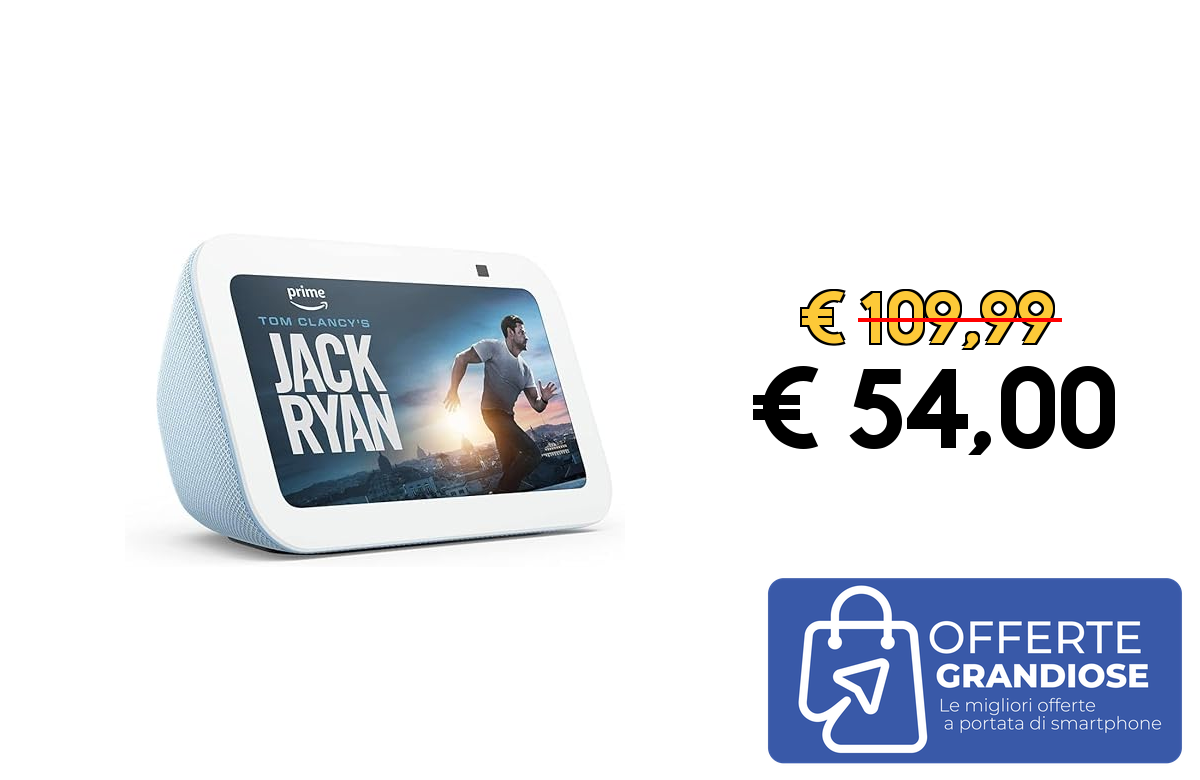 prime
TOM CLANCY'S
JACK
RYAN
€ 109,99
€ 54,00
OFFERTE
GRANDIOSE
Le migliori offerte
a portata di smartphone